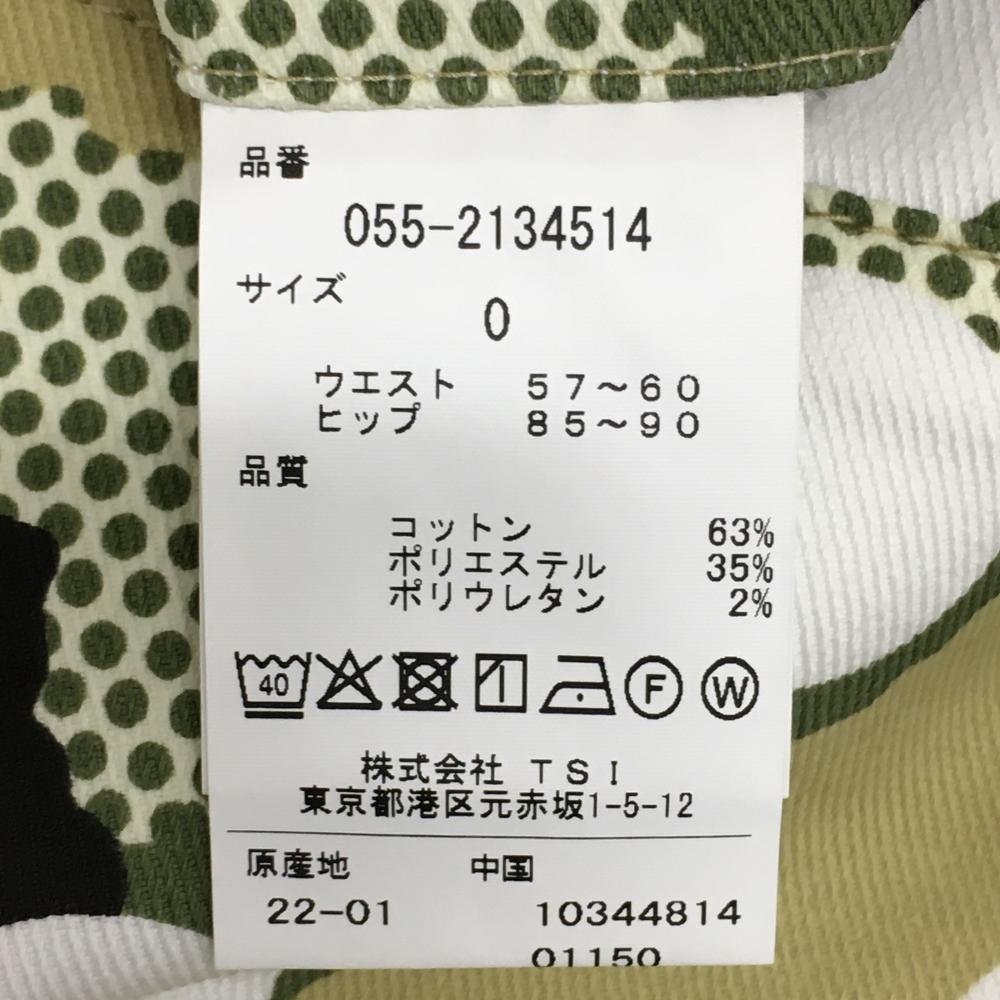 品番
055-2134514
サイズ
0
ウエスト 57～60
ヒップ 85～90
品質
コットン 63%
ポリエステル 35%
ポリウレタン 2%
40 F W
株式会社 TSI
東京都港区元赤坂1-5-12
原産地 中国
22-01 10344814
01150